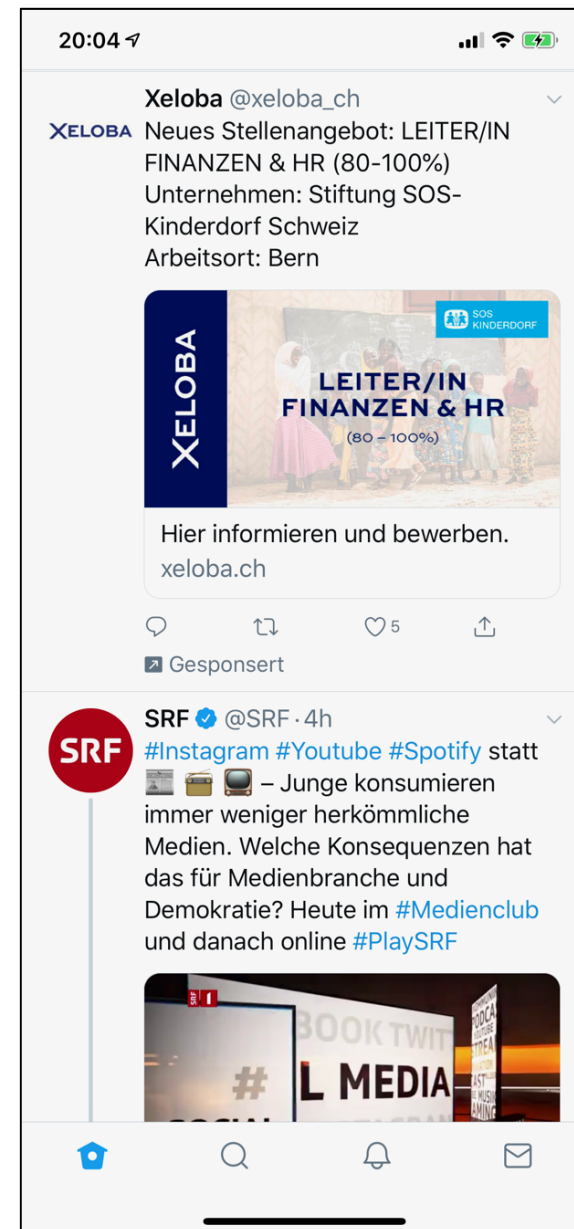 20:04
Xeloba @xeloba_ch
XELOBA
Neues Stellenangebot: LEITER/IN
FINANZEN & HR (80-100%)
Unternehmen: Stiftung SOS-
Kinderdorf Schweiz
Arbeitsort: Bern
XELOBA
SOS
KINDERDORF
LEITER/IN
FINANZEN & HR
(80 – 100%)
Hier informieren und bewerben.
xeloba.ch
5
Gesponsert
SRF @SRF · 4h
SRF
#Instagram #Youtube #Spotify statt
📰 📻 📺 – Junge konsumieren
immer weniger herkömmliche
Medien. Welche Konsequenzen hat
das für Medienbranche und
Demokratie? Heute im #Medienclub
und danach online #PlaySRF
SRF 1
BOOK TWIT
# L MEDIA
SOCIAL